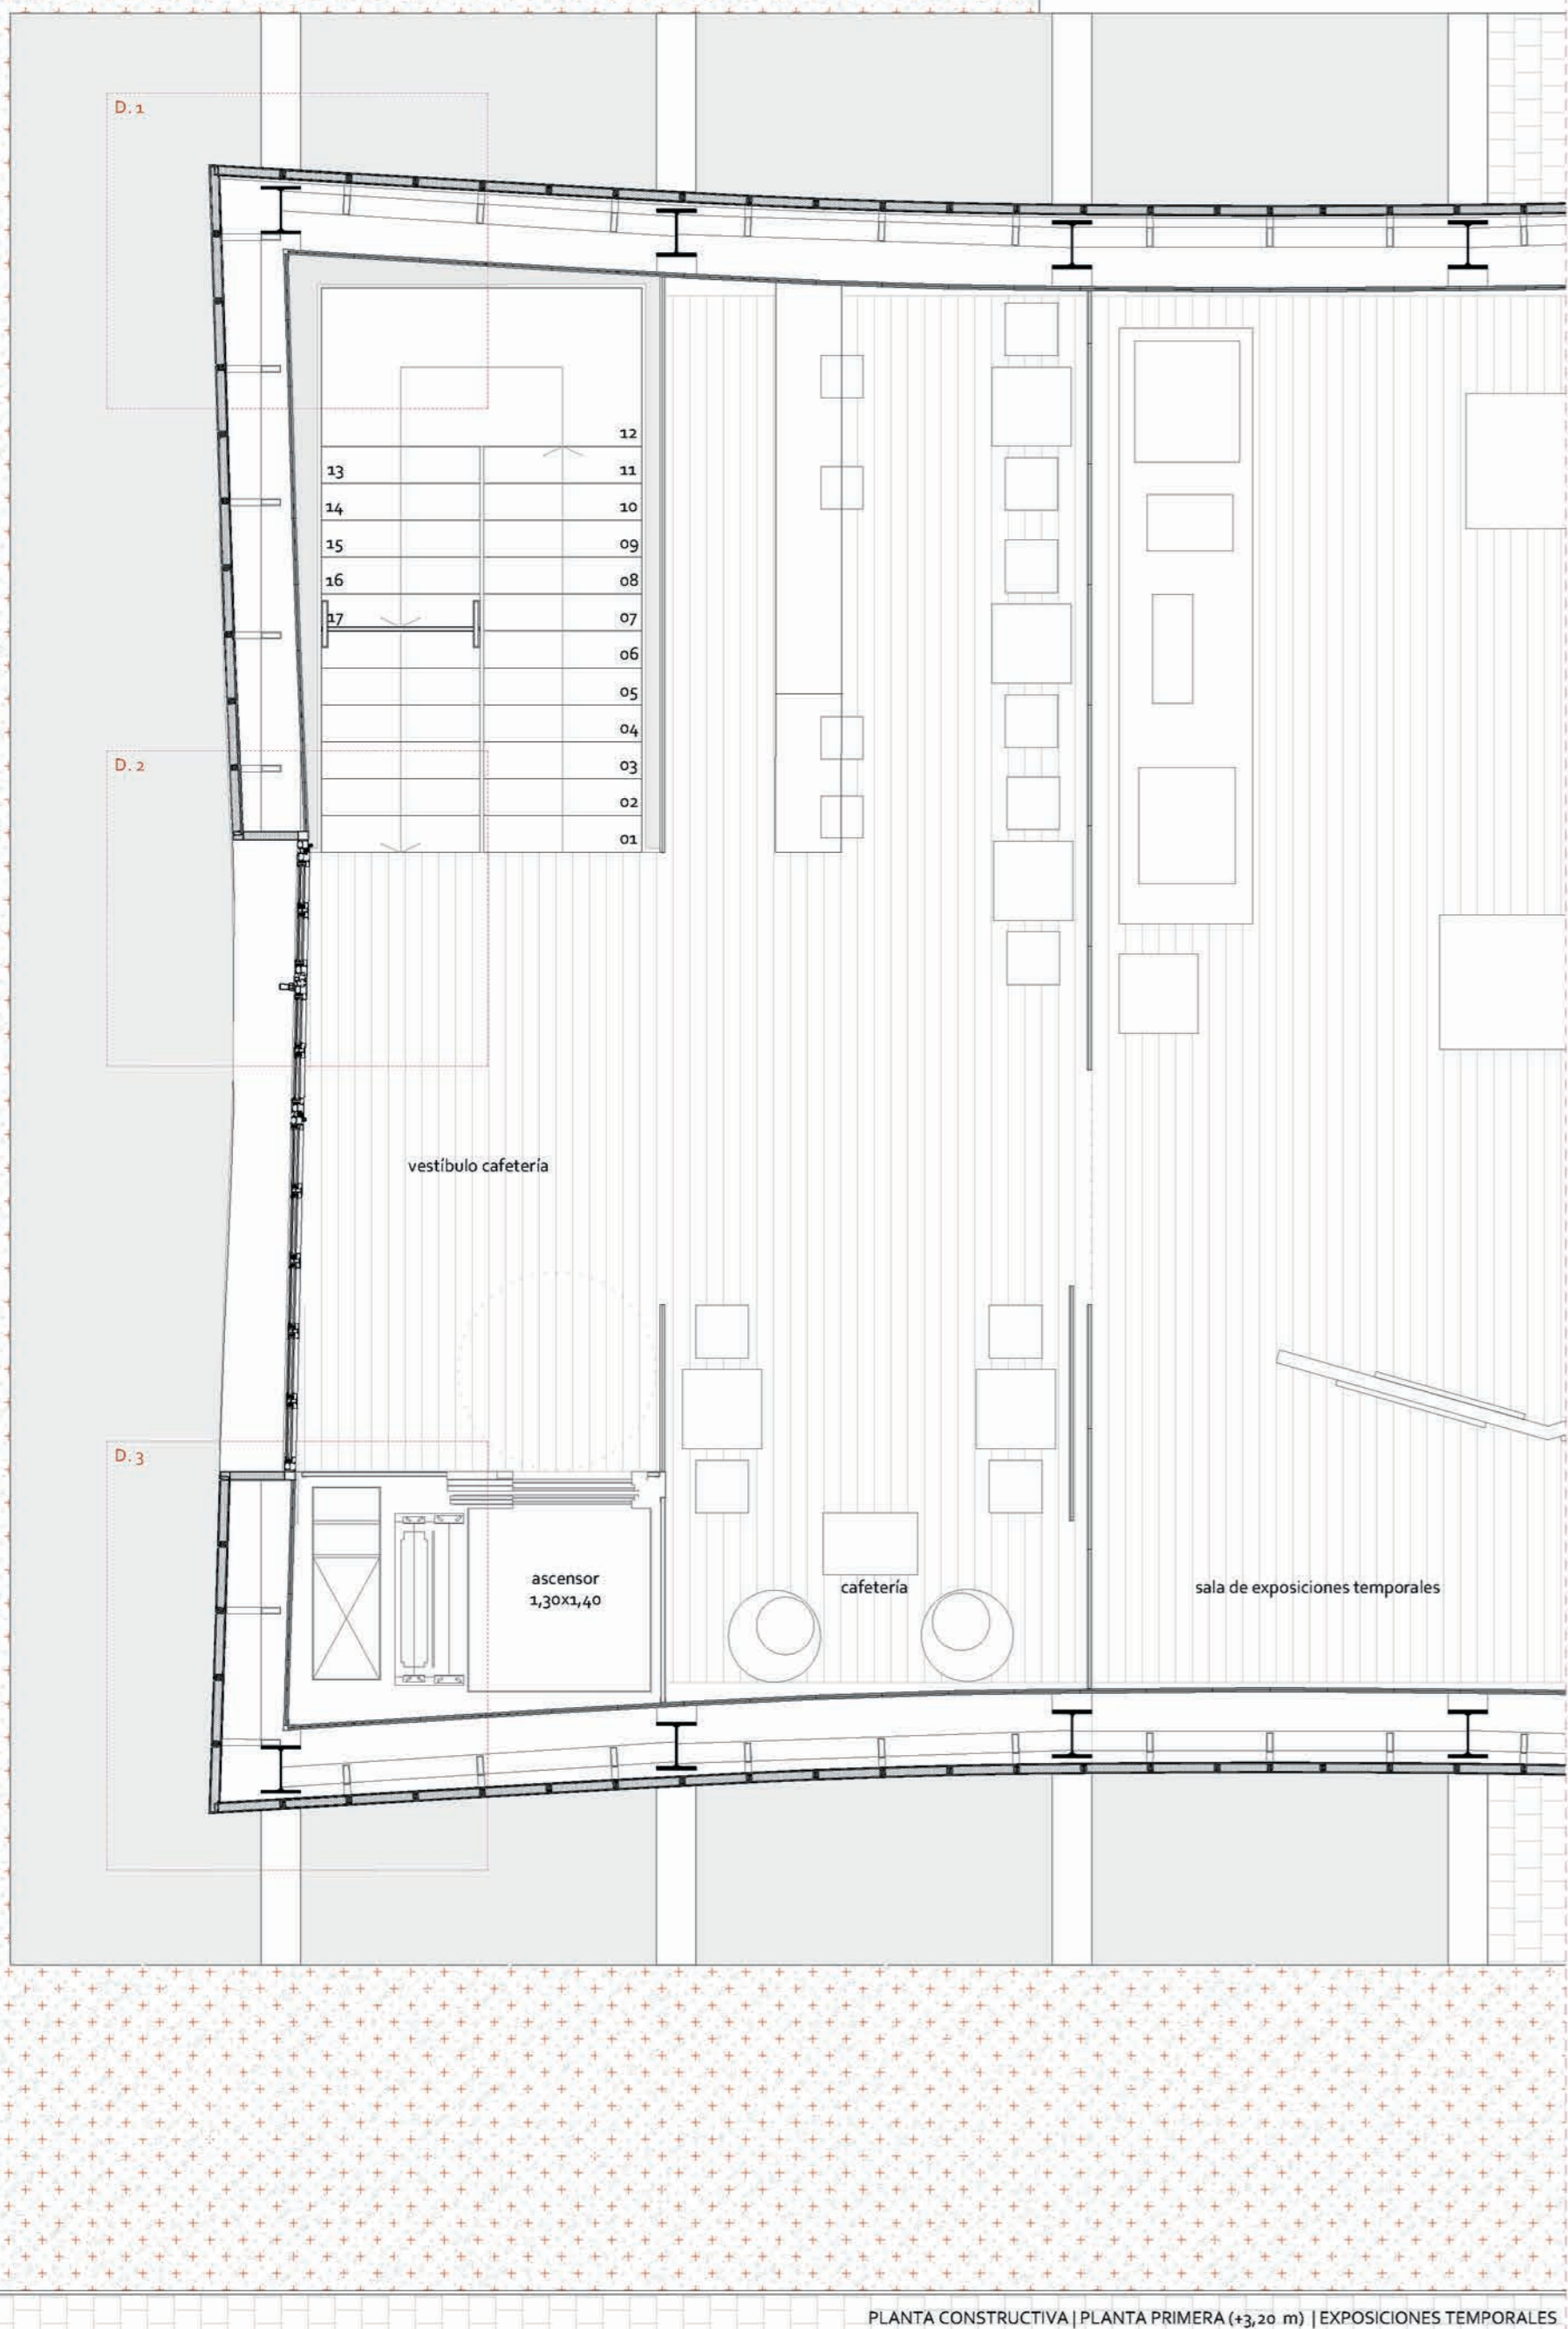 D.1
12
13
11
14
10
15
09
16
08
17
07
06
05
04
D.2
03
02
01
vestíbulo cafetería
D.3
ascensor
1,30x1,40
cafetería
sala de exposiciones temporales
PLANTA CONSTRUCTIVA | PLANTA PRIMERA (+3,20 m) | EXPOSICIONES TEMPORALES